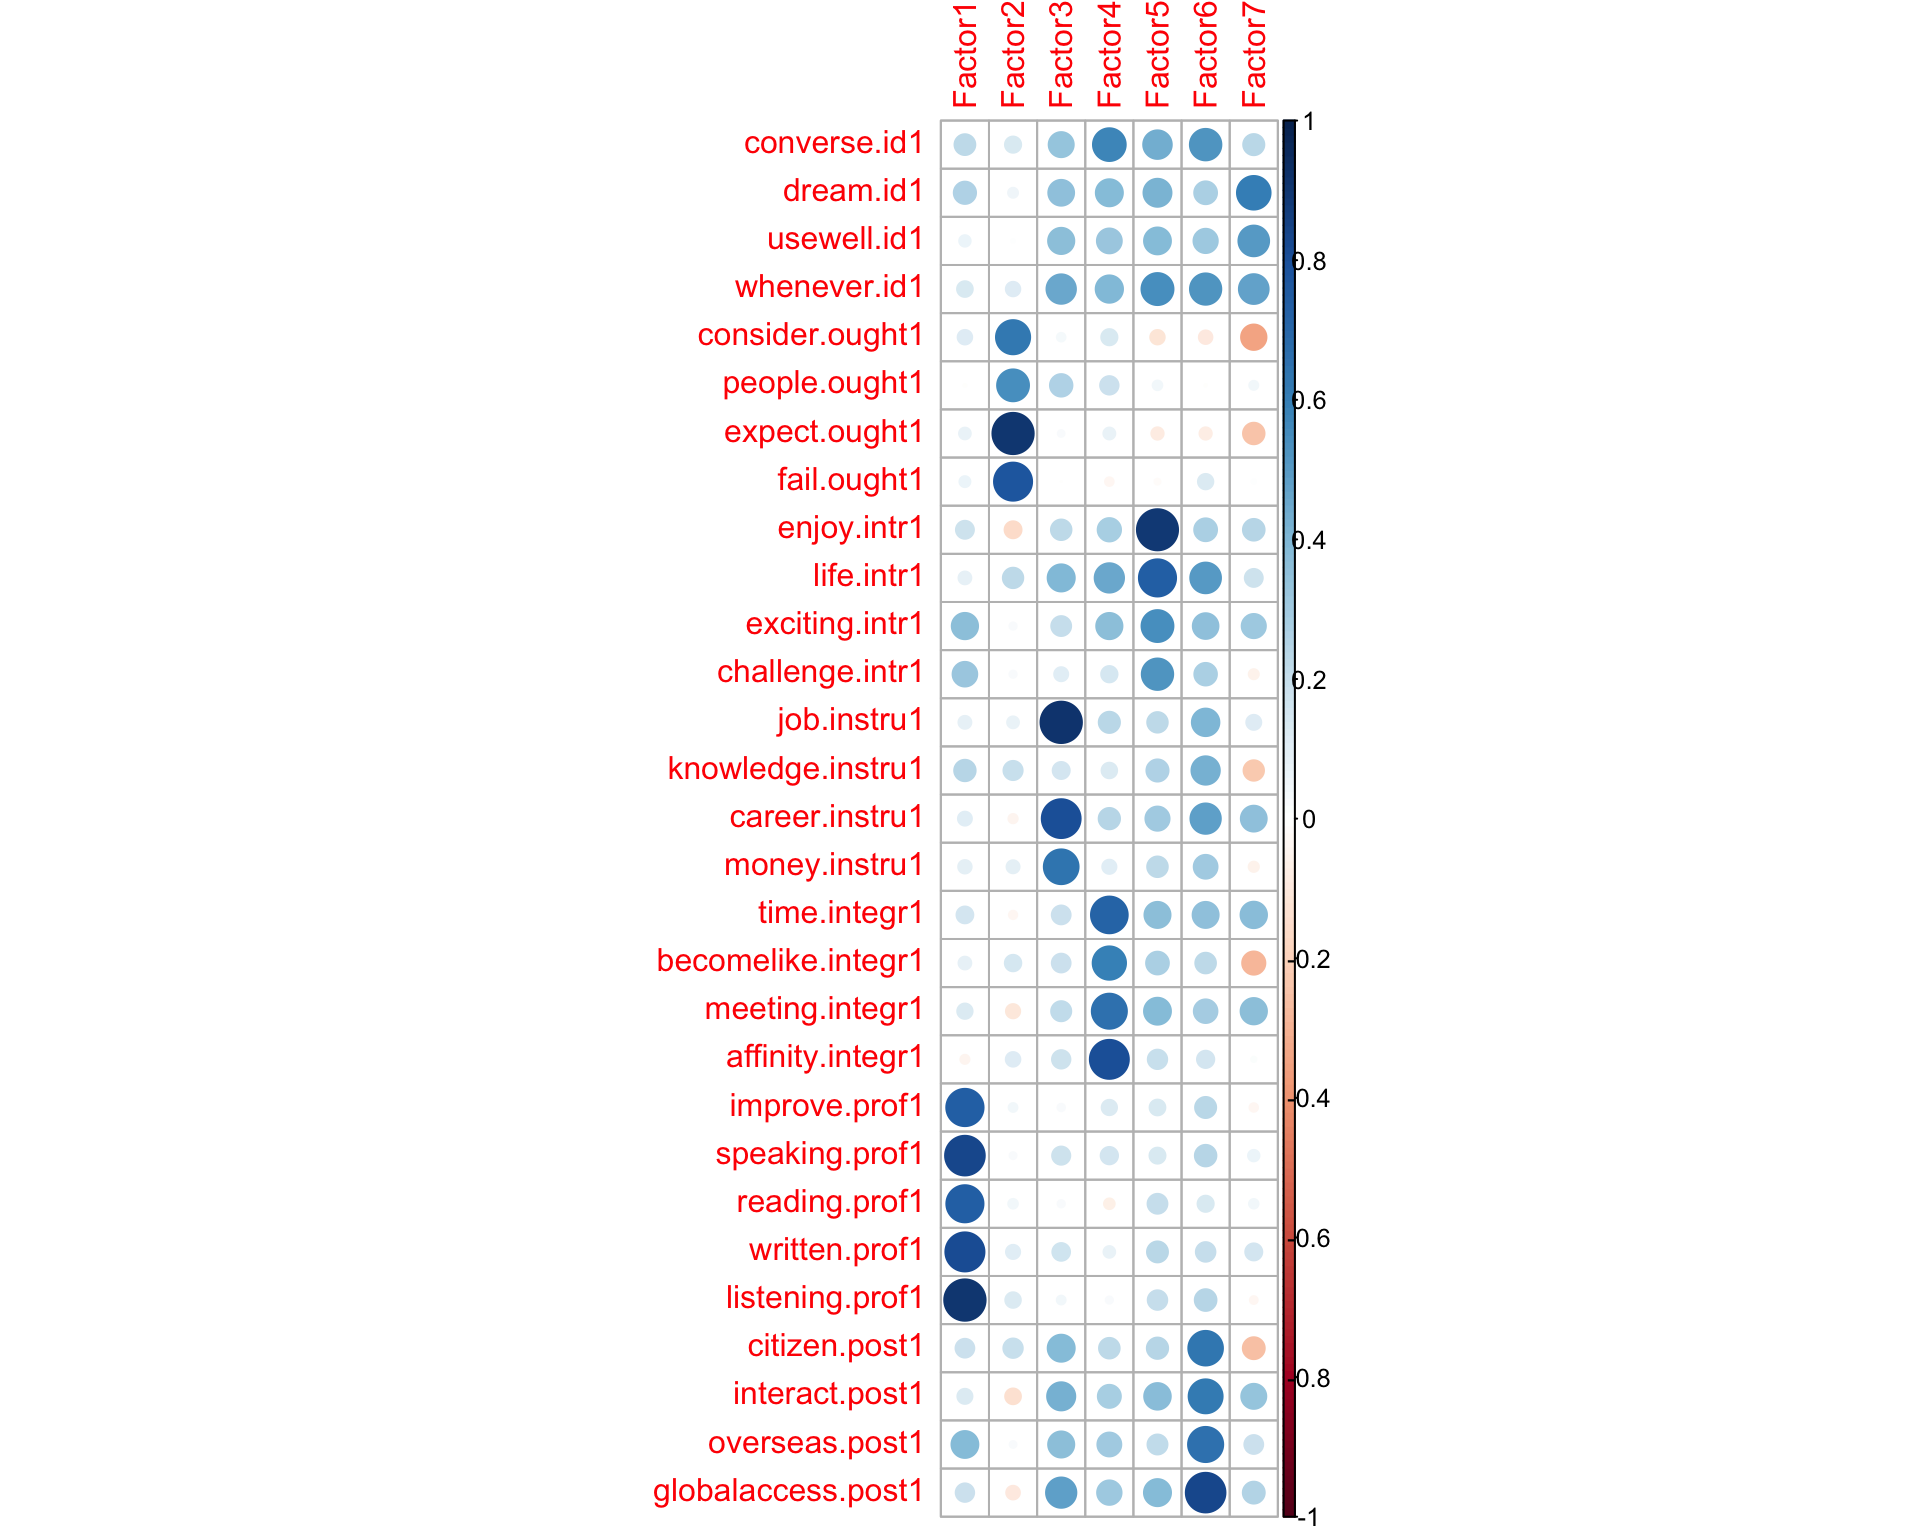 Factor1 Factor2 Factor3 Factor4 Factor5 Factor6 Factor7
converse.id1
dream.id1
usewell.id1
whenever.id1
consider.ought1
people.ought1
expect.ought1
fail.ought1
enjoy.intr1
life.intr1
exciting.intr1
challenge.intr1
job.instru1
knowledge.instru1
career.instru1
money.instru1
time.integr1
becomelike.integr1
meeting.integr1
affinity.integr1
improve.prof1
speaking.prof1
reading.prof1
written.prof1
listening.prof1
citizen.post1
interact.post1
overseas.post1
globalaccess.post1
1
0.8
0.6
0.4
0.2
0
-0.2
-0.4
-0.6
-0.8
-1